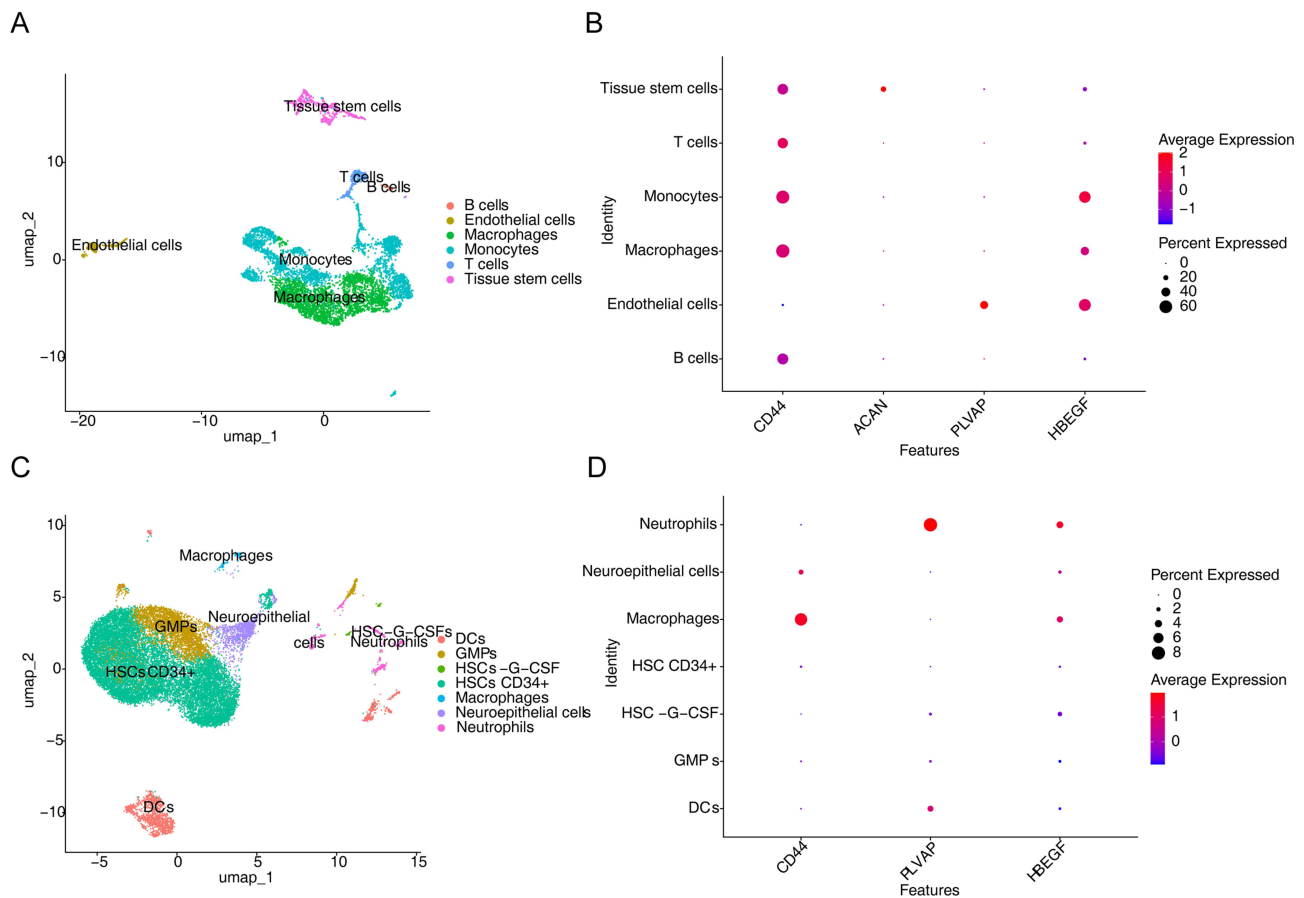 A
Tissue stem cells
T cells
B cells
Endothelial cells
Monocytes
Macrophages
10
0
−10
umap_2
−20
−10
0
umap_1
B cells
Endothelial cells
Macrophages
Monocytes
T cells
Tissue stem cells
B
Tissue stem cells
T cells
Monocytes
Macrophages
Endothelial cells
B cells
Identity
CD44
ACAN
PLVAP
HBEGF
Features
Average Expression
2
1
0
−1
Percent Expressed
0
20
40
60
C
10
5
0
−5
−10
umap_2
Macrophages
Neuroepithelial
cells
GMPs
HSCs CD34+
HSC−G−CSFs
Neutrophils
DCs
−5
0
5
10
15
umap_1
DCs
GMPs
HSCs −G−CSF
HSCs CD34+
Macrophages
Neuroepithelial cells
Neutrophils
D
Neutrophils
Neuroepithelial cells
Macrophages
HSC CD34+
HSC −G−CSF
GMP s
DCs
Identity
CD44
PLVAP
HBEGF
Features
Percent Expressed
0
2
4
6
8
Average Expression
1
0